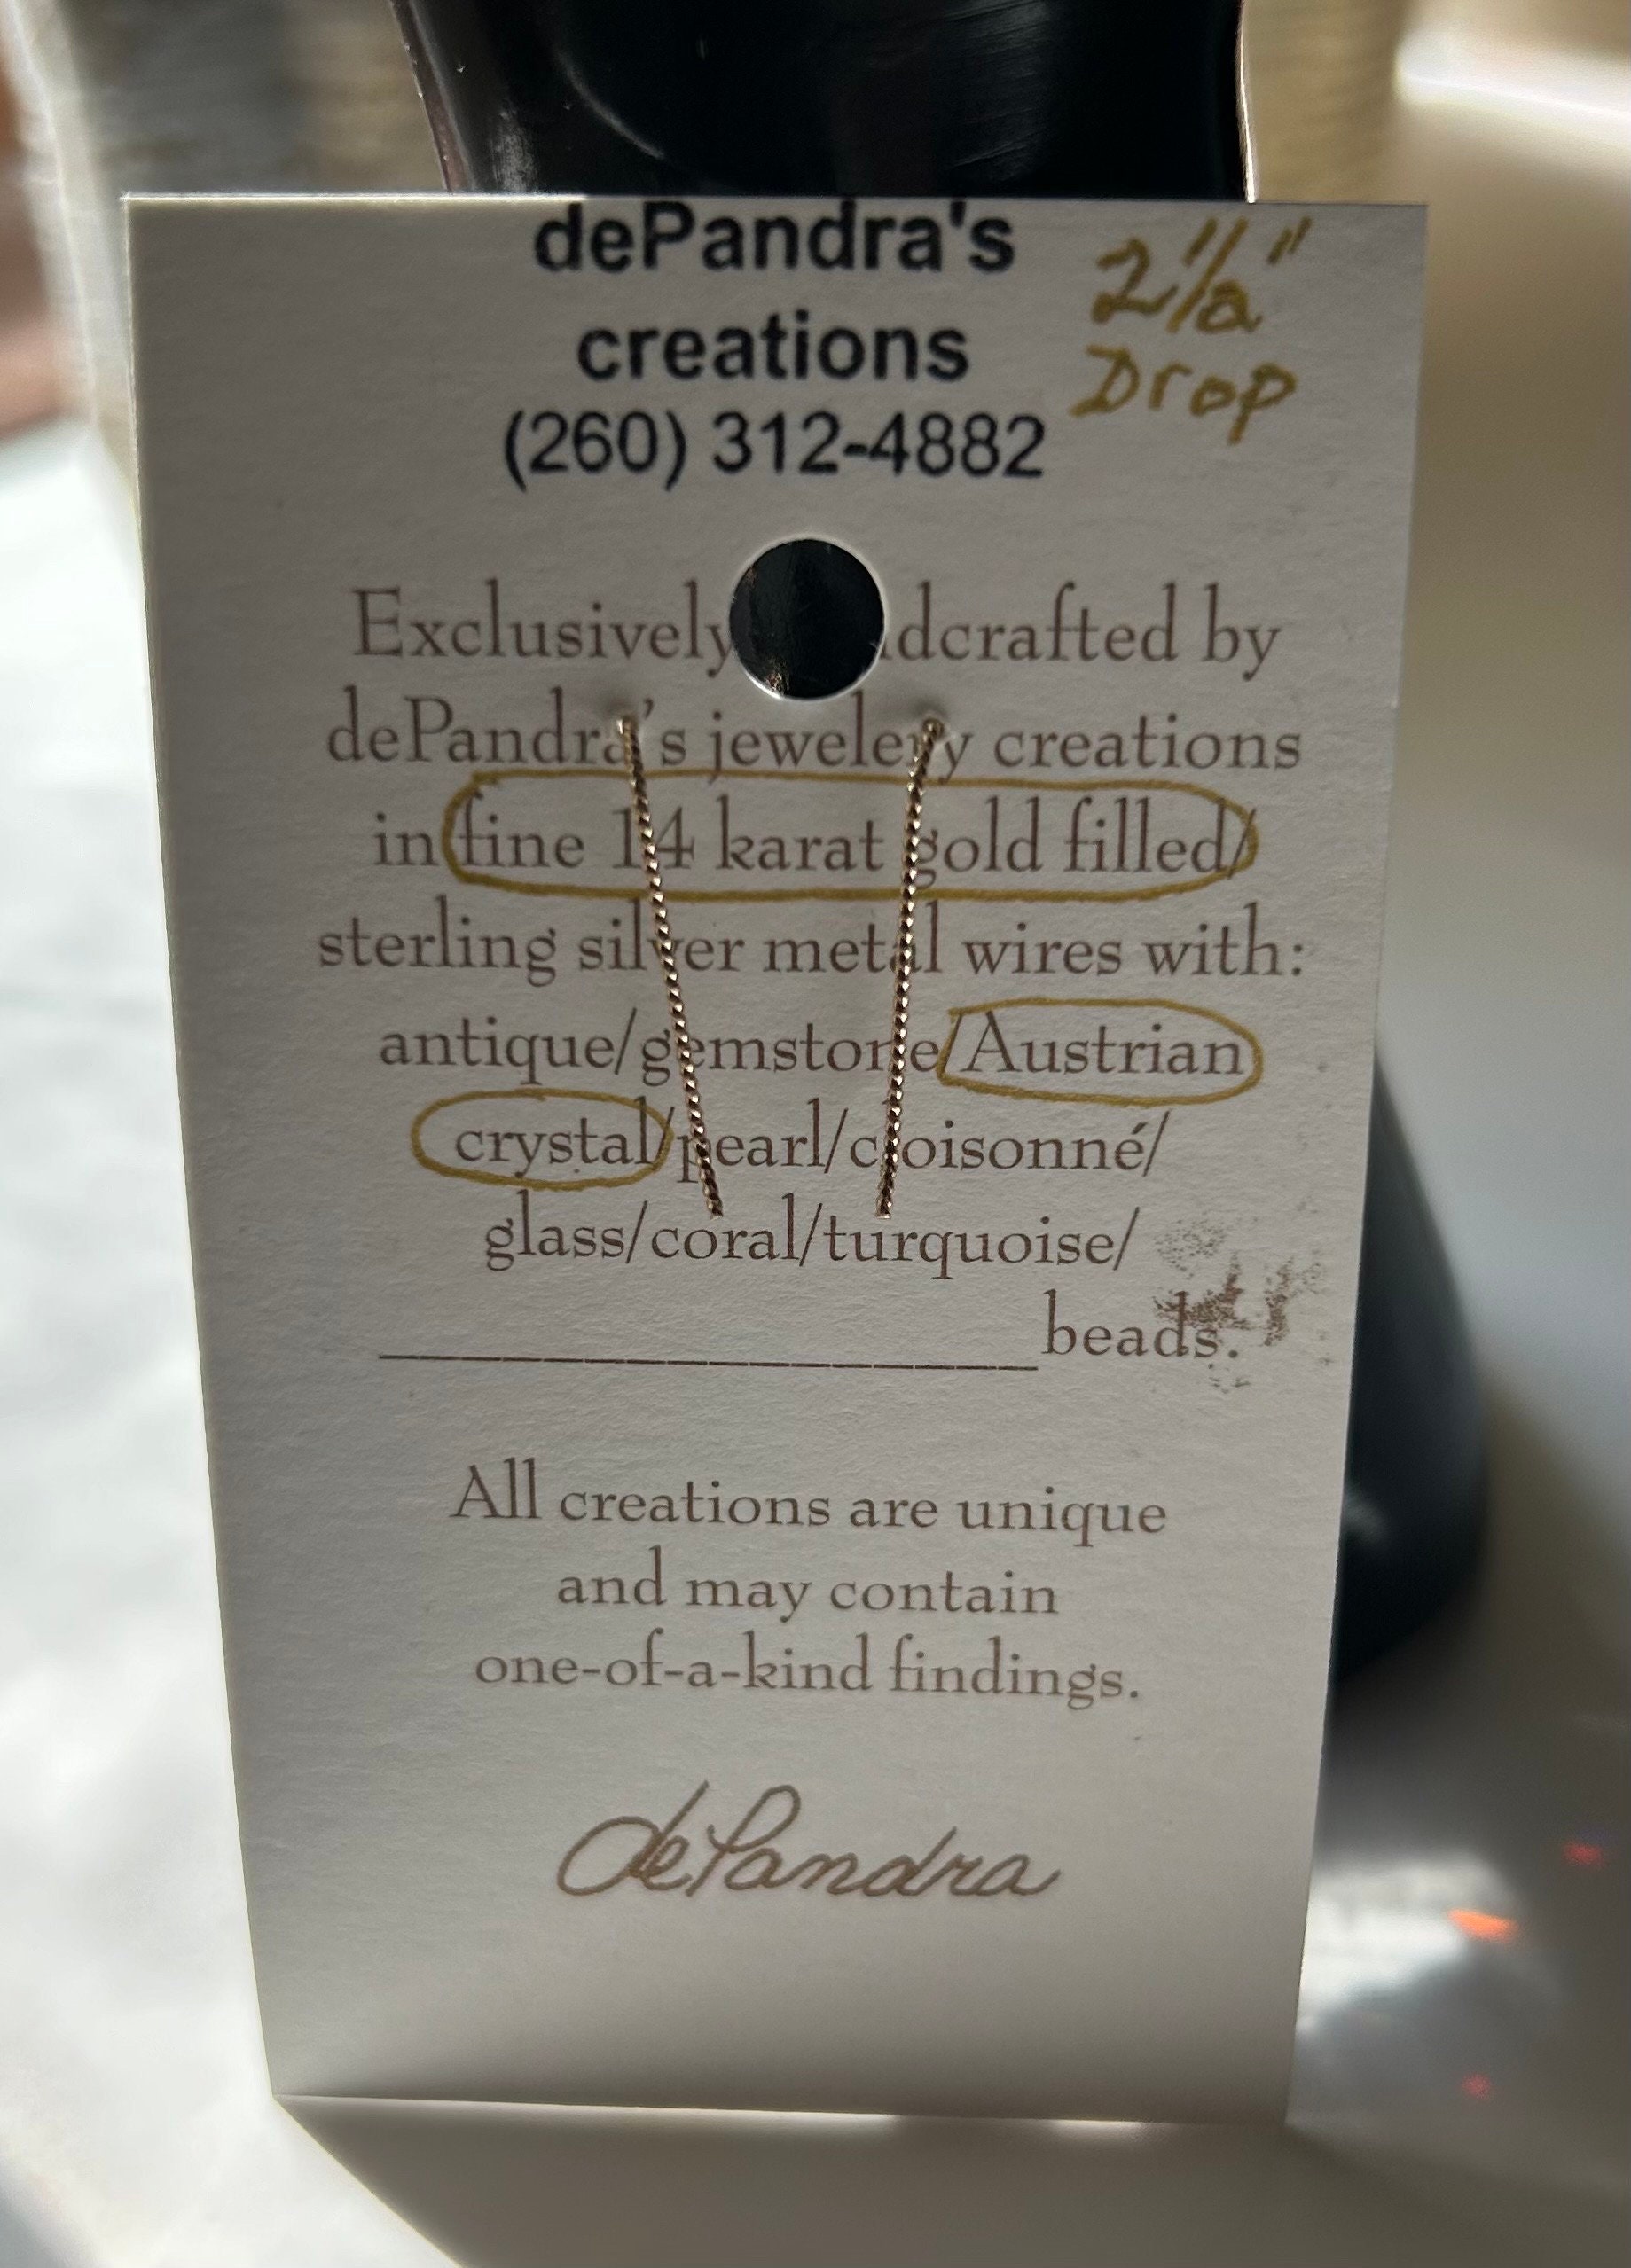 dePandra's
creations
(260) 312-4882
2 1/2"
Drop
Exclusively dcrafted by
dePandra's jewelery creations
in fine 14 karat gold filled/
sterling silver metal wires with:
antique/gemstone/Austrian
crystal/pearl/cloisonné/
glass/coral/turquoise/
beads.
All creations are unique
and may contain
one-of-a-kind findings.
dePandra